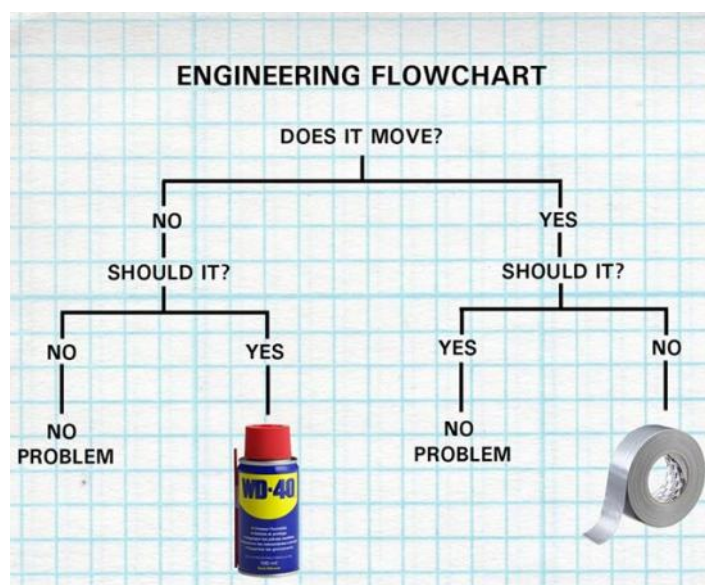 ENGINEERING FLOWCHART
DOES IT MOVE?
NO
YES
SHOULD IT?
SHOULD IT?
NO
YES
YES
NO
NO
PROBLEM
WD-40
NO
PROBLEM